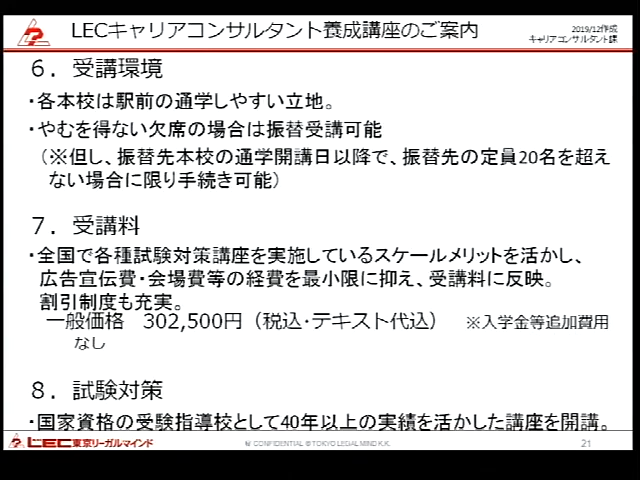 LECキャリアコンサルタント養成講座のご案内
2019/12作成
キャリアコンサルタント課
６．受講環境
・各本校は駅前の通学しやすい立地。
・やむを得ない欠席の場合は振替受講可能
（※但し、振替先本校の通学開講日以降で、振替先の定員20名を超え
ない場合に限り手続き可能）
７．受講料
・全国で各種試験対策講座を実施しているスケールメリットを活かし、
広告宣伝費・会場費等の経費を最小限に抑え、受講料に反映。
割引制度も充実。
一般価格　302,500円（税込・テキスト代込）　※入学金等追加費用
なし
８．試験対策
・国家資格の受験指導校として40年以上の実績を活かした講座を開講。
LEC東京リーガルマインド
CONFIDENTIAL ©TOKYO LEGAL MIND K.K.
21